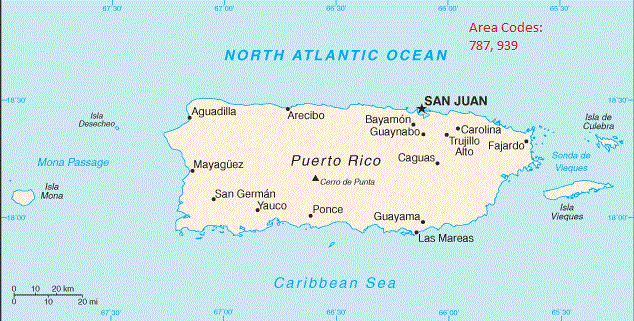 67'30
67'00
66'30
66'00
65'30
Area Codes:
787, 939
NORTH ATLANTIC OCEAN
18'30
18'30
SAN JUAN
Aguadilla
Arecibo
Bayamón
Guaynabo
Carolina
Trujillo
Alto
Fajardo
Isla
Desecheo
Isla de
Culebra
Mona Passage
Mayagüez
Puerto Rico
Caguas
Sonda de
Vieques
Cerro de Punta
Isla
Mona
San Germán
Yauco
Ponce
Guayama
Isla
Vieques
18'00
18'00
Las Mareas
Caribbean Sea
0 10 20 km
0 10 20 mi
67'30
67'00
66'30
66'00
65'30